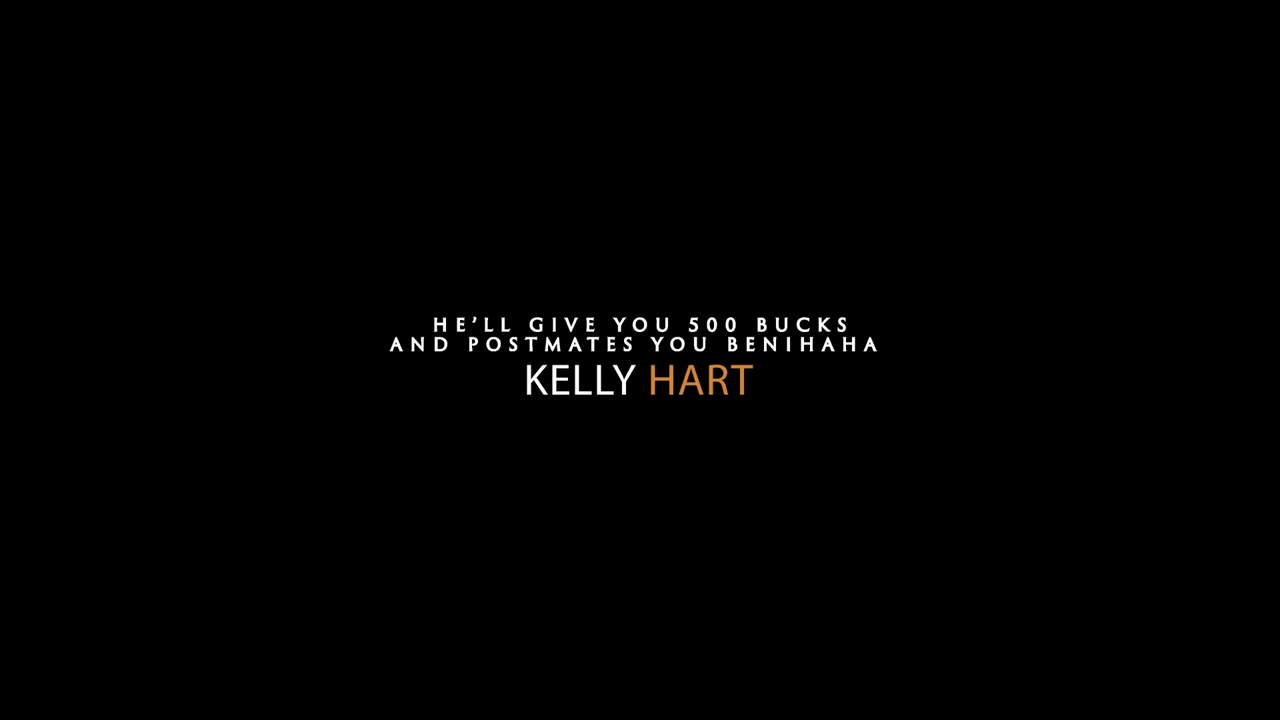 HE’LL GIVE YOU 500 BUCKS
AND POSTMATES YOU BENIHAHA
KELLY HART